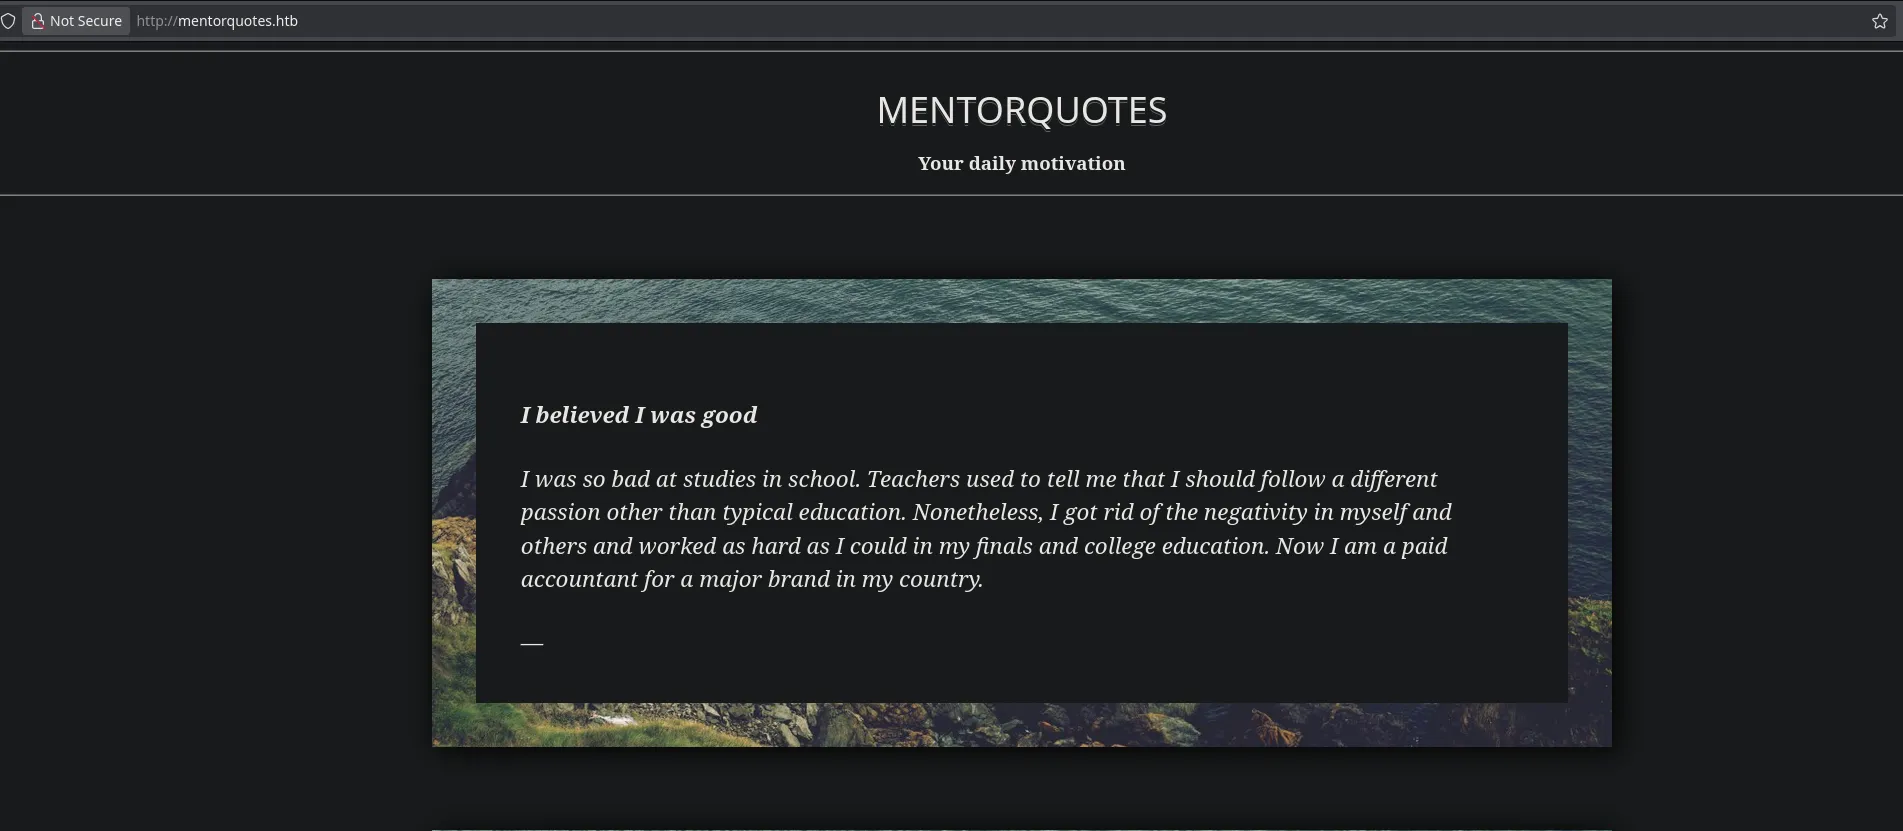 Not Secure http://mentorquotes.htb
MENTORQUOTES
Your daily motivation
I believed I was good
I was so bad at studies in school. Teachers used to tell me that I should follow a different
passion other than typical education. Nonetheless, I got rid of the negativity in myself and
others and worked as hard as I could in my finals and college education. Now I am a paid
accountant for a major brand in my country.
—